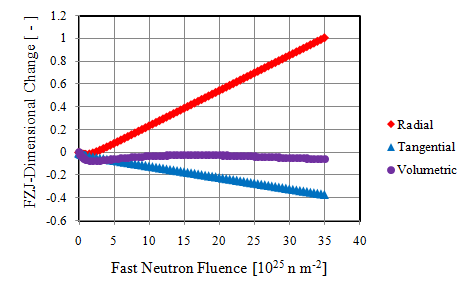 FZJ-Dimensional Change [ - ]
1.2
1
0.8
0.6
0.4
0.2
0
-0.2
-0.4
-0.6
0 5 10 15 20 25 30 35 40
Fast Neutron Fluence [10²⁵ n m⁻²]
Radial
Tangential
Volumetric